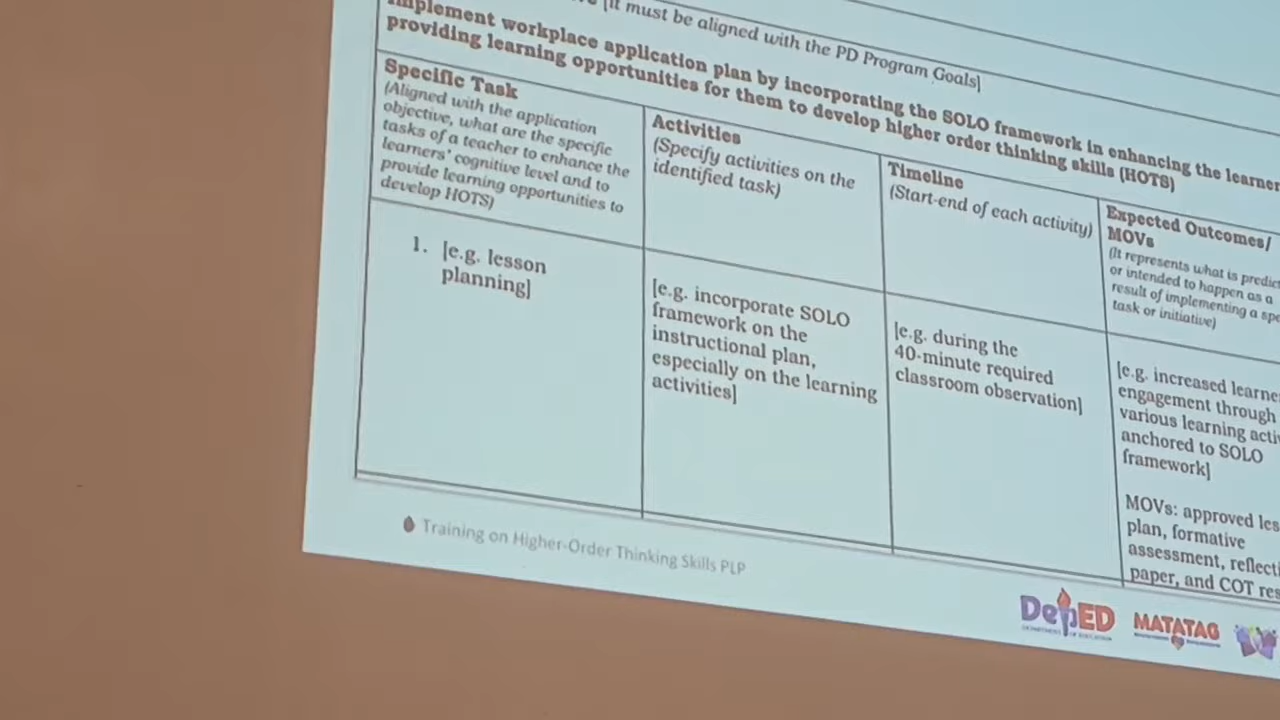 [it must be aligned with the PD Program Goals]
Implement workplace application plan by incorporating the SOLO framework in enhancing the learner
providing learning opportunities for them to develop higher order thinking skills (HOTS)
Specific Task
(Aligned with the application
objective, what are the specific
tasks of a teacher to enhance the
learners' cognitive level and to
provide learning opportunities to
develop HOTS)
Activities
(Specify activities on the
identified task)
Timeline
(Start-end of each activity)
Expected Outcomes/
MOVs
(It represents what is predic
or intended to happen as a
result of implementing a spe
task or initiative)
1. [e.g. lesson
planning]
[e.g. incorporate SOLO
framework on the
instructional plan,
especially on the learning
activities]
[e.g. during the
40-minute required
classroom observation]
[e.g. increased learne
engagement through
various learning acti
anchored to SOLO
framework]
MOVs: approved les
plan, formative
assessment, reflecti
paper, and COT res
Training on Higher-Order Thinking Skills PLP
DepED
DEPARTMENT OF EDUCATION
MATATAG